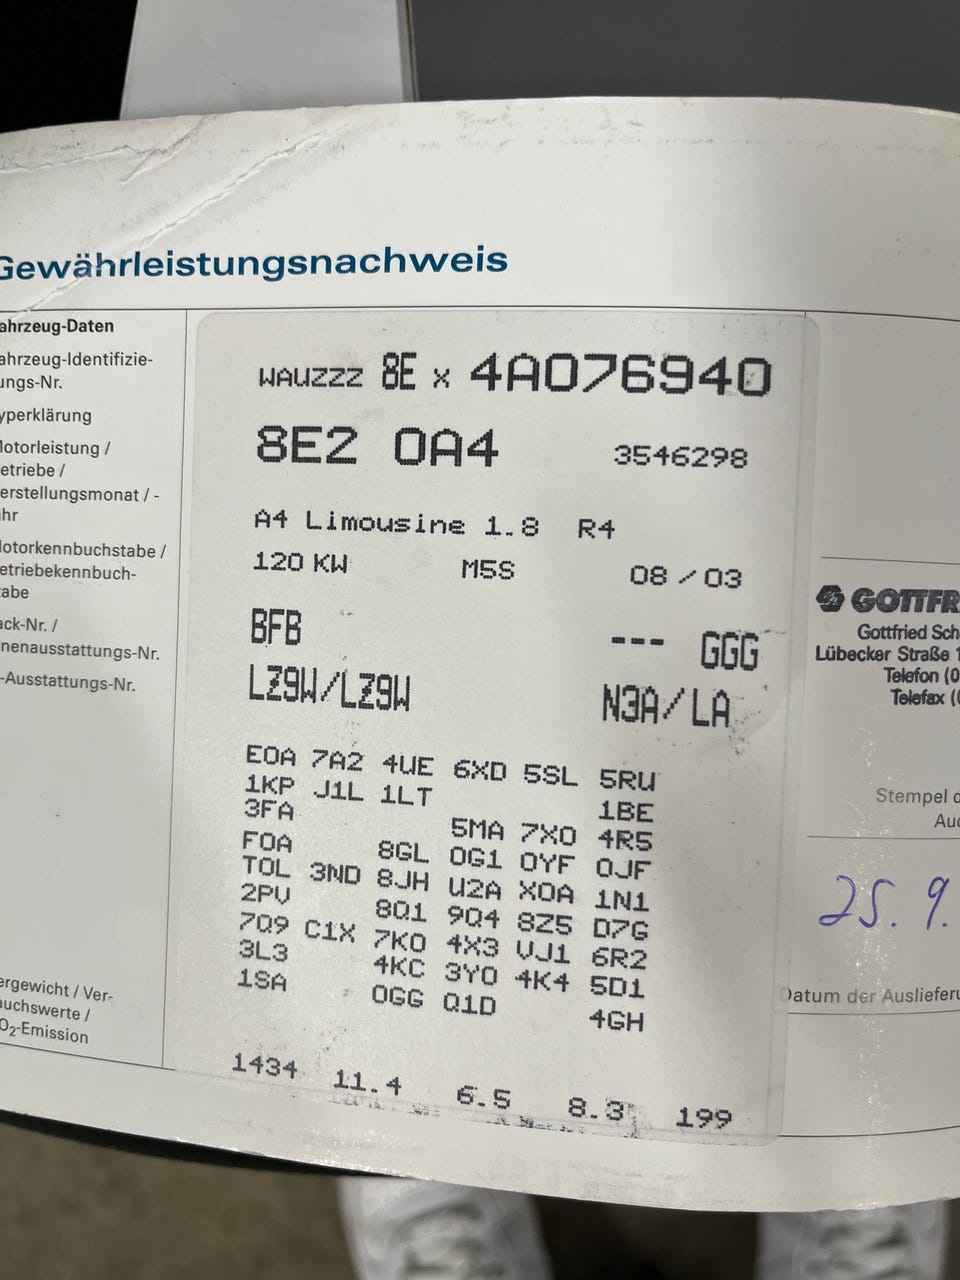 Gewährleistungsnachweis
ahrzeug-Daten
ahrzeug-Identifizie-
ungs-Nr.
yperklärung
otorleistung /
etriebe /
erstellungsmonat / -
hr
otorkennbuchstabe /
etriebekennbuch-
abe
ack-Nr. /
nenausstattungs-Nr.
-Ausstattungs-Nr.
ergewicht / Ver-
auchswerte /
O2-Emission
WAUZZZ 8E x 4A076940
8E2 0A4 3546298
A4 Limousine 1.8 R4
120 KW M5S 08 / 03
BFB --- GGG
LZ9W/LZ9W N3A/LA
E0A 7A2 4UE 6XD 5SL 5RU
1KP J1L 1LT 1BE
3FA 5MA 7X0 4R5
F0A 8GL 0G1 0YF 0JF
T0L 3ND 8JH U2A X0A 1N1
2PV 8Q1 9Q4 8Z5 D7G
7Q9 C1X 7K0 4X3 VJ1 6R2
3L3 4KC 3Y0 4K4 5D1
1SA 0GG Q1D 4GH
1434 11.4 6.5 8.3 199
GOTTFR
Gottfried Sch
Lübecker Straße 1
Telefon (0
Telefax (
Stempel d
Au
25. 9.
Datum der Auslieferu